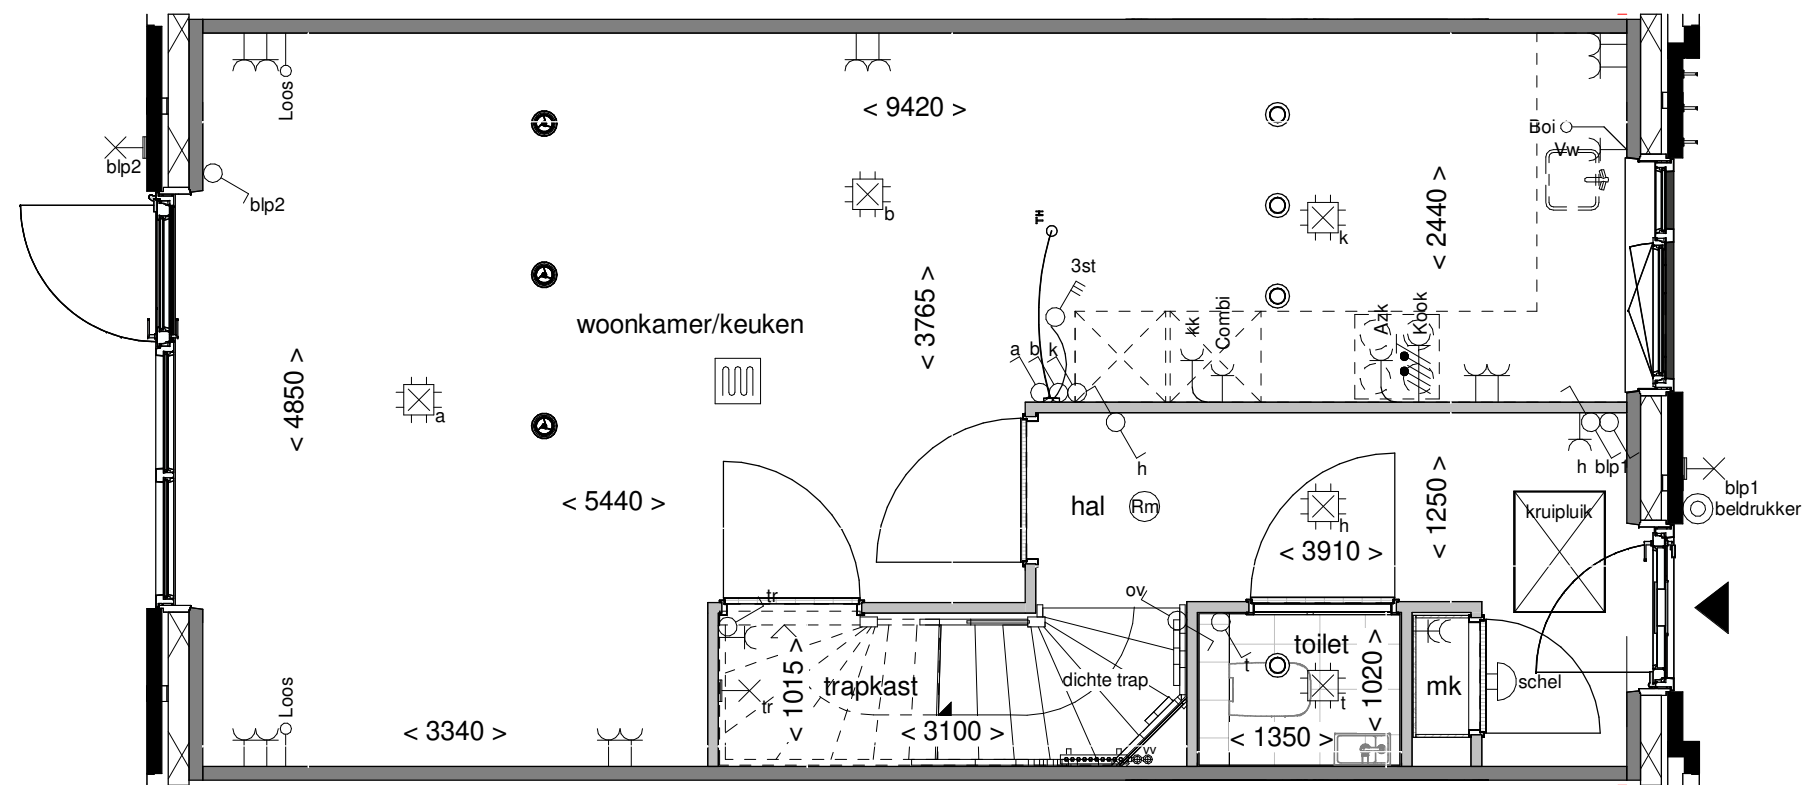 Loos
< 9420 >
Boi
Vw
blp2
blp2
b
TH
k
< 2440 >
3st
< 3765 >
woonkamer/keuken
kk
Combi
Azk
Kook
a b k
< 4850 >
a
h
h blp1
blp1
beldrukker
< 5440 >
hal
Rm
h
< 3910 >
< 1250 >
kruipluik
tr
ov
toilet
t
dichte trap
trapkast
< 1015 >
tr
t
< 1020 >
mk
schel
Loos
< 3340 >
< 3100 >
< 1350 >
vv